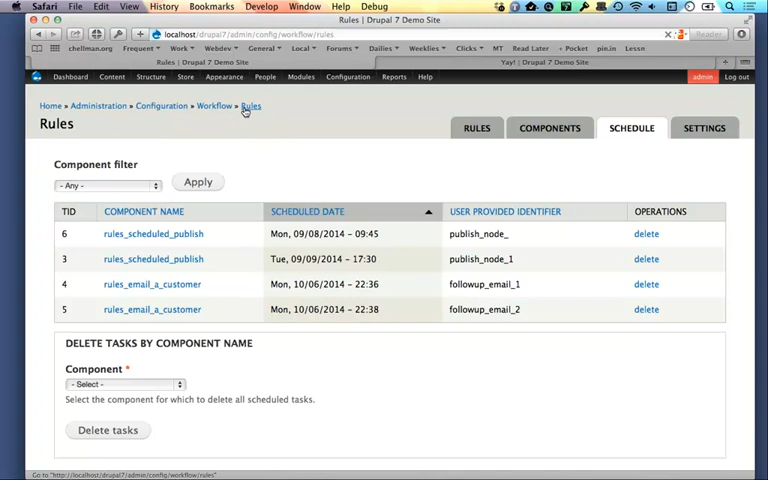 Safari File Edit View History Bookmarks Develop Window Help Debug
Rules | Drupal 7 Demo Site
localhost/drupal7/admin/config/workflow/rules Reader
chellman.org Frequent Work Webdev General Local Forums Dailies Weeklies Clicks MT Read Later + Pocket pin.in Lessn
Rules | Drupal 7 Demo Site Yay! | Drupal 7 Demo Site
Dashboard Content Structure Store Appearance People Modules Configuration Reports Help admin Log out
Home » Administration » Configuration » Workflow » Rules
Rules RULES COMPONENTS SCHEDULE SETTINGS
Component filter
- Any - Apply
TID COMPONENT NAME SCHEDULED DATE USER PROVIDED IDENTIFIER OPERATIONS
6 rules_scheduled_publish Mon, 09/08/2014 - 09:45 publish_node_ delete
3 rules_scheduled_publish Tue, 09/09/2014 - 17:30 publish_node_1 delete
4 rules_email_a_customer Mon, 10/06/2014 - 22:36 followup_email_1 delete
5 rules_email_a_customer Mon, 10/06/2014 - 22:38 followup_email_2 delete
DELETE TASKS BY COMPONENT NAME
Component *
- Select -
Select the component for which to delete all scheduled tasks.
Delete tasks
Go to "http://localhost/drupal7/admin/config/workflow/rules"